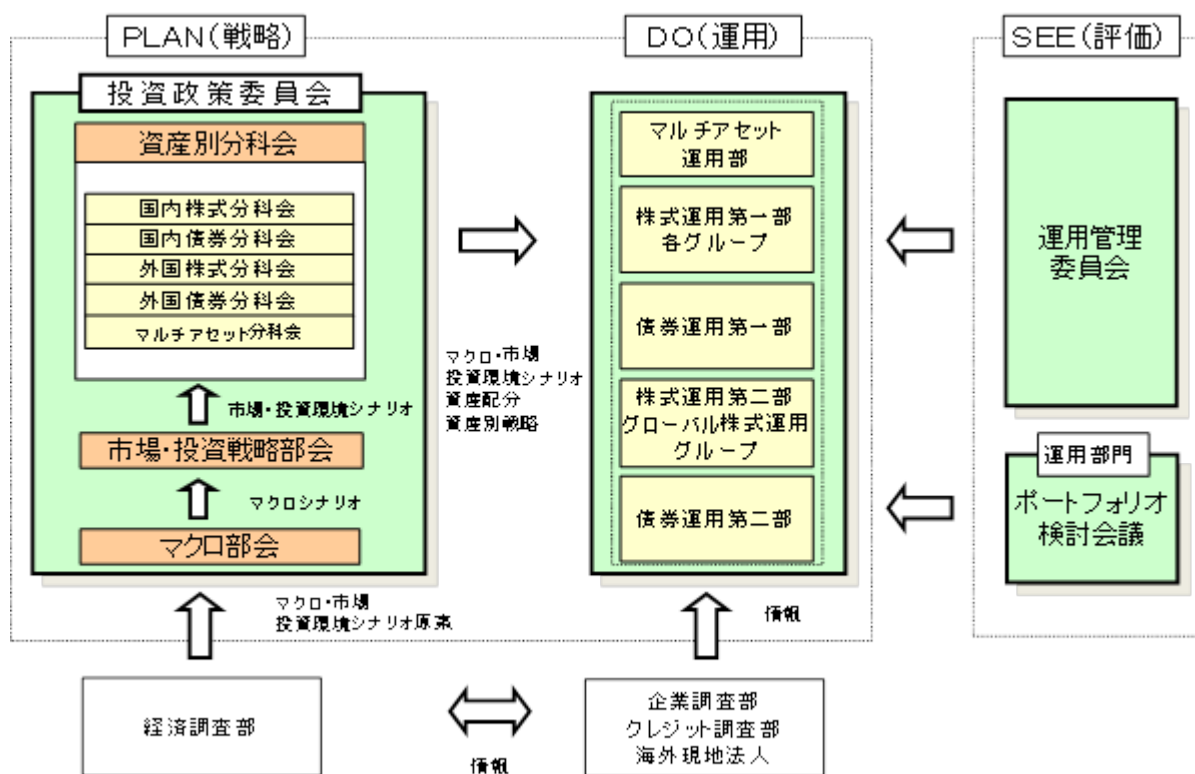 PLAN(戦略)
投資政策委員会
資産別分科会
国内株式分科会
国内債券分科会
外国株式分科会
外国債券分科会
マルチアセット分科会
市場・投資環境シナリオ
市場・投資戦略部会
マクロシナリオ
マクロ部会
マクロ・市場
投資環境シナリオ原案
経済調査部
マクロ・市場
投資環境シナリオ
資産配分
資産別戦略
DO(運用)
マルチアセット
運用部
株式運用第一部
各グループ
債券運用第一部
株式運用第二部
グローバル株式運用
グループ
債券運用第二部
情報
企業調査部
クレジット調査部
海外現地法人
情報
SEE(評価)
運用管理
委員会
運用部門
ポートフォリオ
検討会議